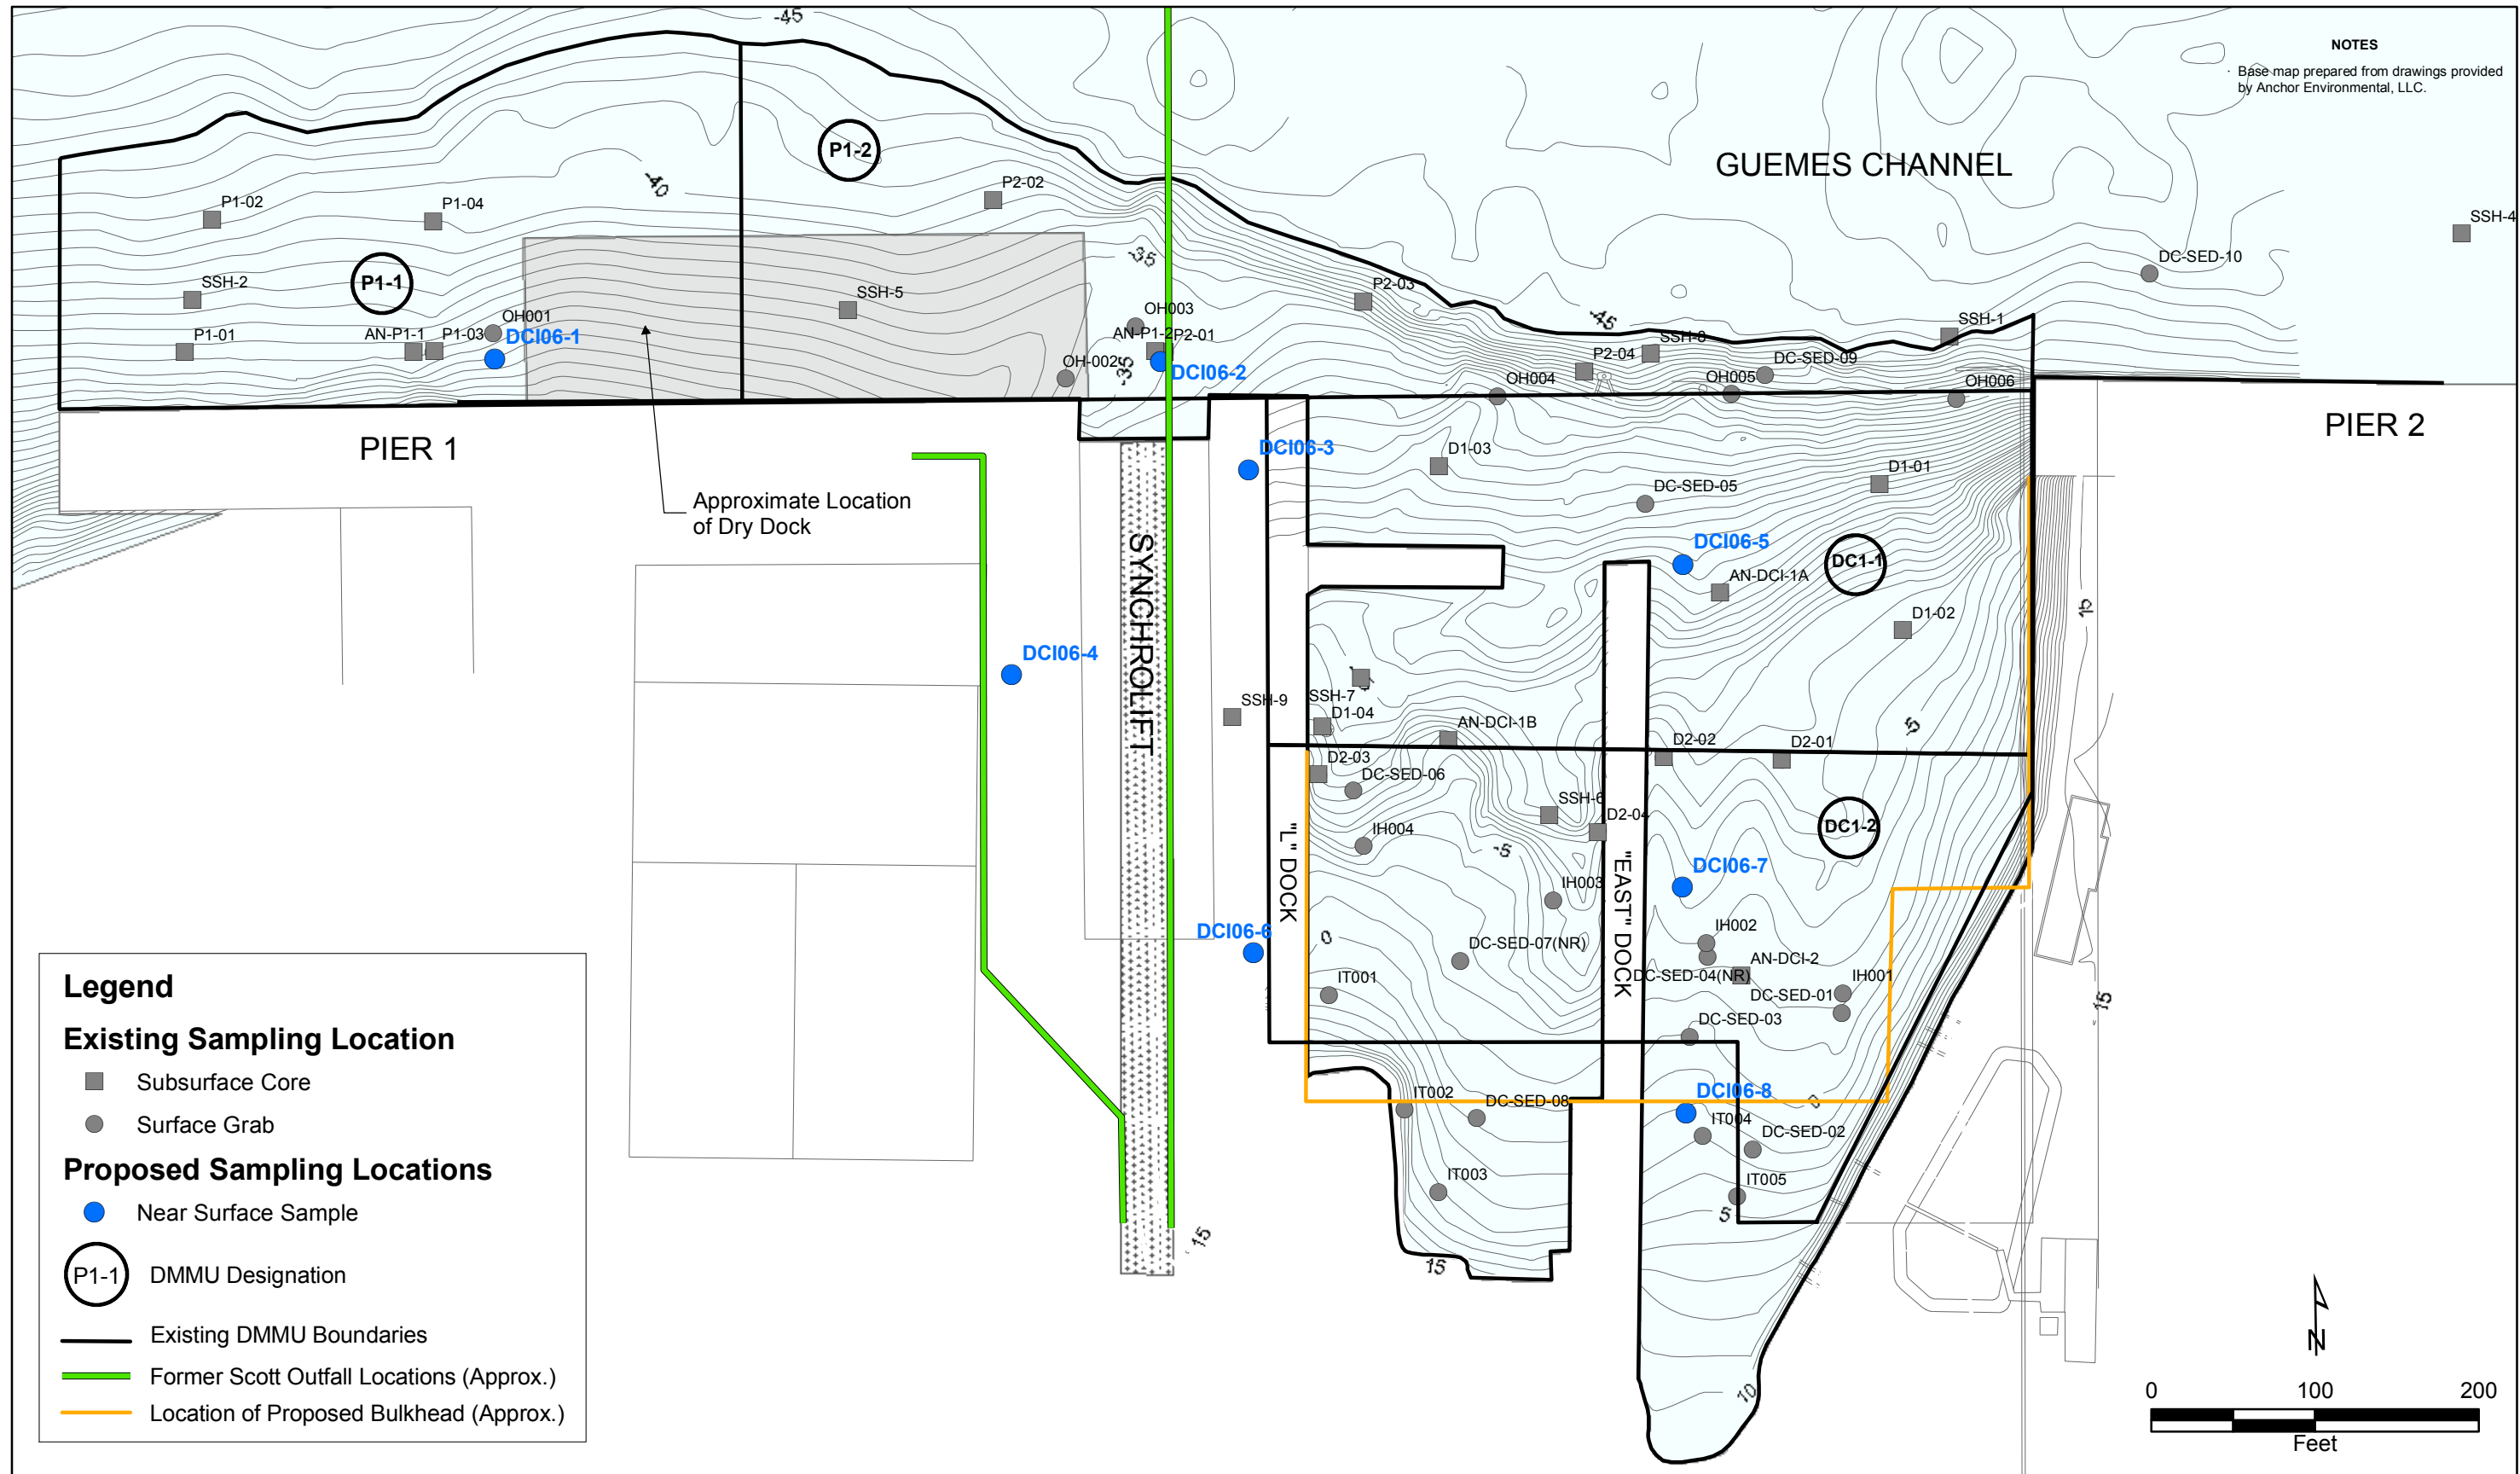 -45
NOTES
· Base map prepared from drawings provided
by Anchor Environmental, LLC.
P1-2
GUEMES CHANNEL
-40
P2-02
P1-02
P1-04
SSH-4
-35
DC-SED-10
P1-1
SSH-2
SSH-5
P2-03
OH003
OH001
-45
SSH-1
P1-01
AN-P1-1
P1-03
DCI06-1
AN-P1-2
P2-01
SSH-8
P2-04
DC-SED-09
OH-002
-35
DCI06-2
OH004
OH005
OH006
PIER 1
PIER 2
DCI06-3
D1-03
D1-01
Approximate Location
of Dry Dock
DC-SED-05
SYNCHROLIFT
DCI06-5
DC1-1
AN-DCI-1A
15
D1-02
DCI06-4
SSH-9
SSH-7
D1-04
AN-DCI-1B
-5
D2-02
D2-01
D2-03
DC-SED-06
SSH-6
D2-04
DC1-2
IH004
-5
"L" DOCK
"EAST" DOCK
DCI06-7
IH003
DCI06-6
0
IH002
DC-SED-07(NR)
AN-DCI-2
DC-SED-04(NR)
IH001
IT001
DC-SED-01
15
DC-SED-03
DCI06-8
0
IT002
DC-SED-08
IT004
DC-SED-02
IT003
IT005
5
15
15
10
Legend
Existing Sampling Location
Subsurface Core
Surface Grab
Proposed Sampling Locations
Near Surface Sample
P1-1
DMMU Designation
Existing DMMU Boundaries
Former Scott Outfall Locations (Approx.)
Location of Proposed Bulkhead (Approx.)
N
0 100 200
Feet